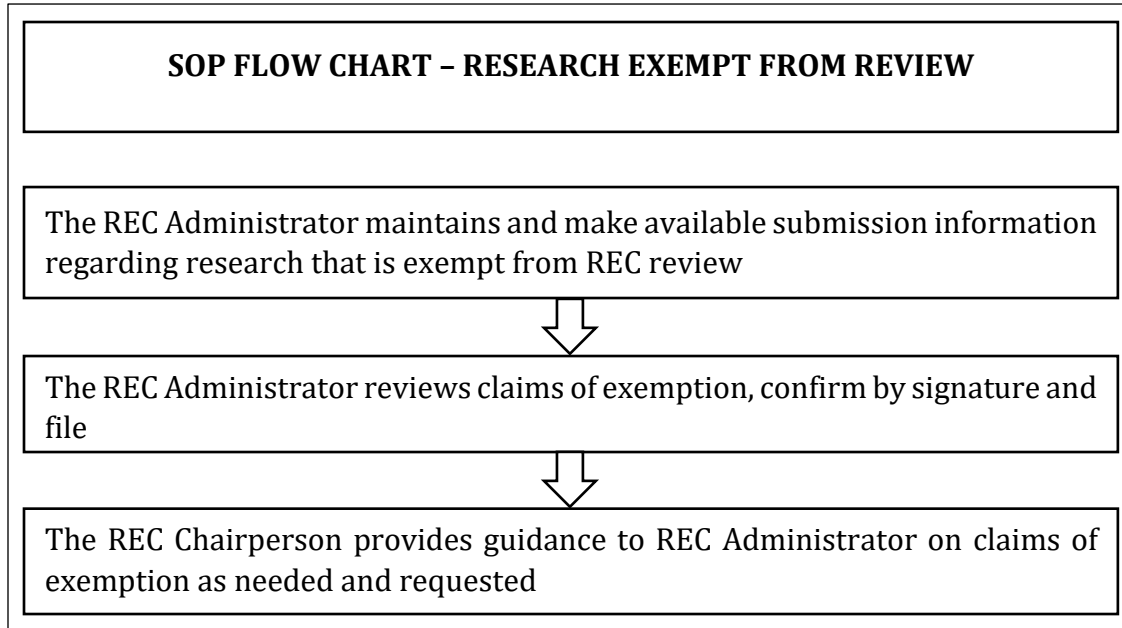 SOP FLOW CHART – RESEARCH EXEMPT FROM REVIEW
The REC Administrator maintains and make available submission information
regarding research that is exempt from REC review
The REC Administrator reviews claims of exemption, confirm by signature and
file
The REC Chairperson provides guidance to REC Administrator on claims of
exemption as needed and requested